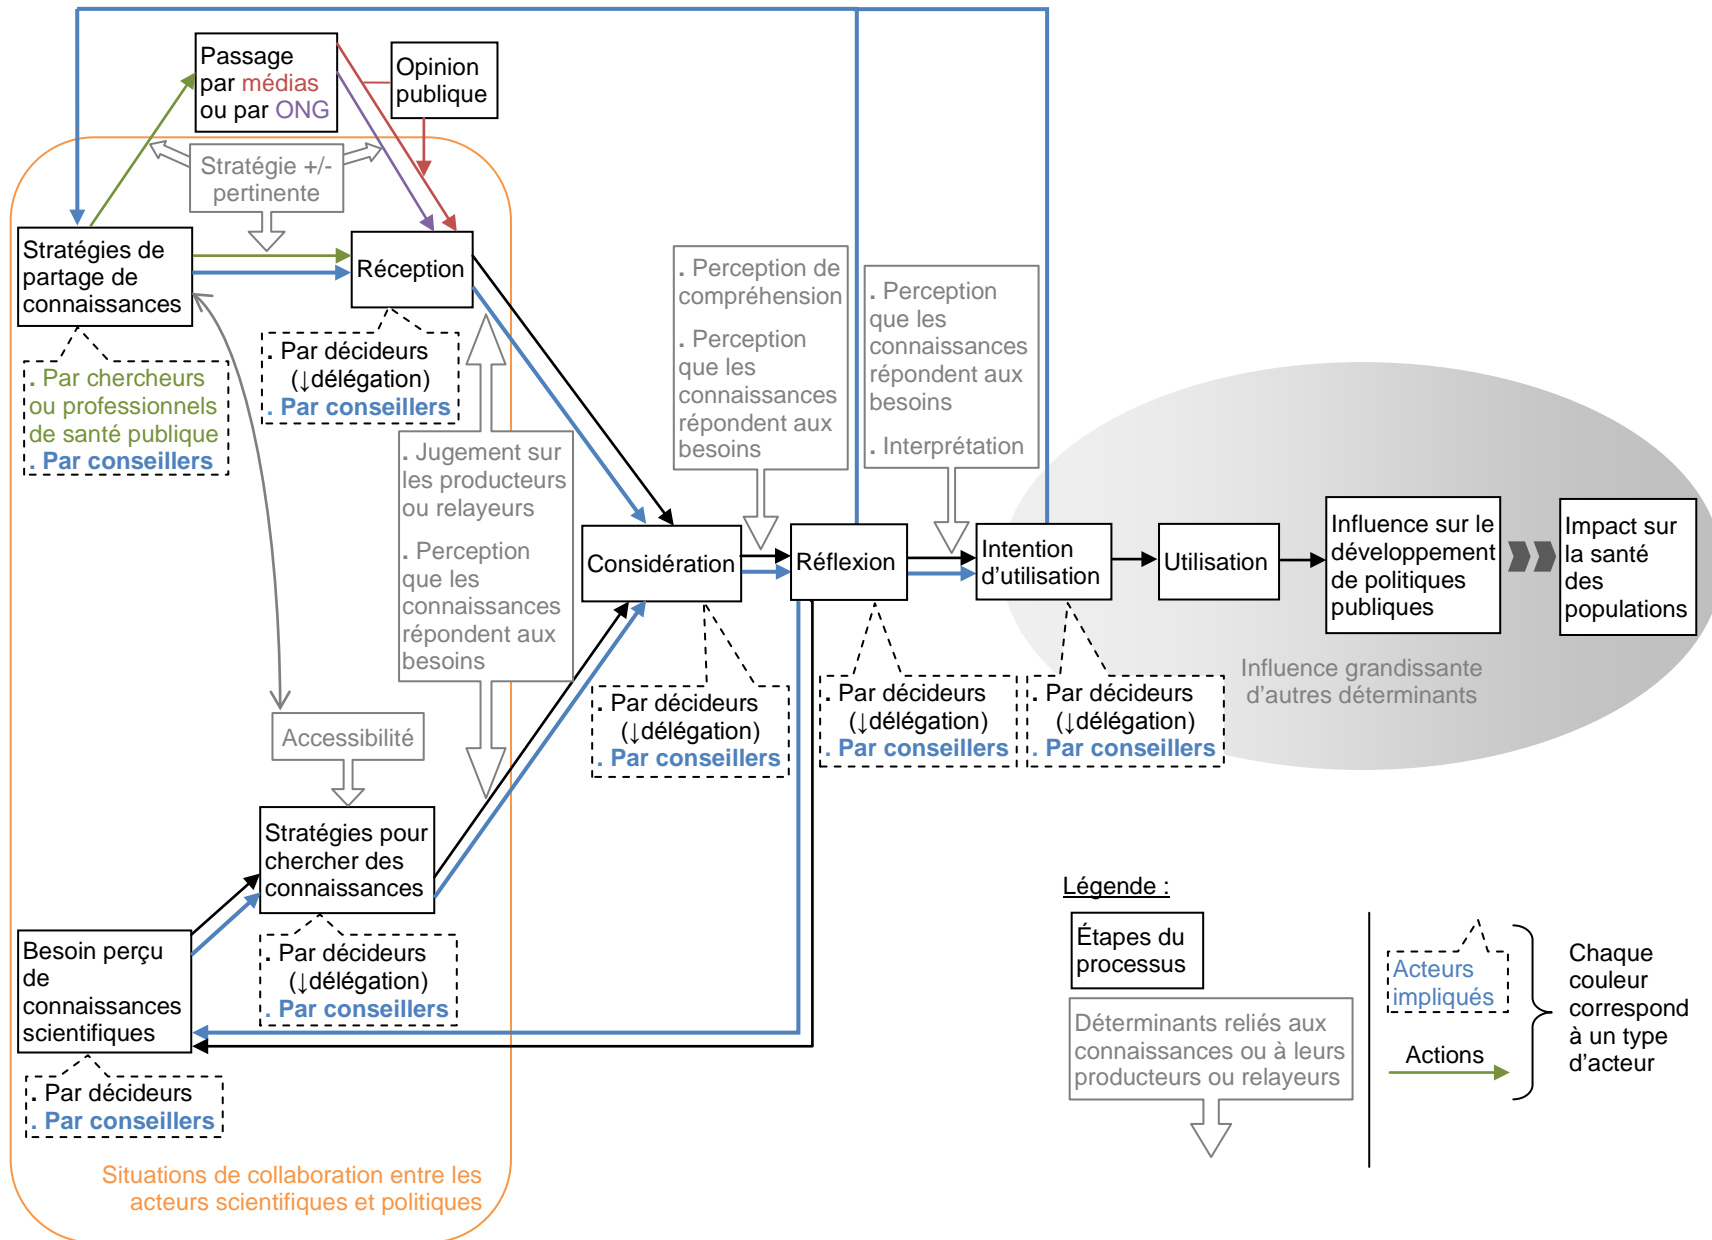 Passage
par médias
ou par ONG
Opinion
publique
Stratégie +/-
pertinente
Stratégies de
partage de
connaissances
Réception
. Par chercheurs
ou professionnels
de santé publique
. Par conseillers
. Par décideurs
(↓délégation)
. Par conseillers
. Jugement sur
les producteurs
ou relayeurs
. Perception
que les
connaissances
répondent aux
besoins
. Perception de
compréhension
. Perception
que les
connaissances
répondent aux
besoins
. Perception
que les
connaissances
répondent aux
besoins
. Interprétation
Considération
Réflexion
Intention
d’utilisation
Utilisation
Influence sur le
développement
de politiques
publiques
Impact sur
la santé
des
populations
Influence grandissante
d’autres déterminants
. Par décideurs
(↓délégation)
. Par conseillers
. Par décideurs
(↓délégation)
. Par conseillers
. Par décideurs
(↓délégation)
. Par conseillers
Accessibilité
Stratégies pour
chercher des
connaissances
. Par décideurs
(↓délégation)
. Par conseillers
Besoin perçu
de
connaissances
scientifiques
. Par décideurs
. Par conseillers
Situations de collaboration entre les
acteurs scientifiques et politiques
Légende :
Étapes du
processus
Déterminants reliés aux
connaissances ou à leurs
producteurs ou relayeurs
Acteurs
impliqués
Actions
Chaque
couleur
correspond
à un type
d’acteur